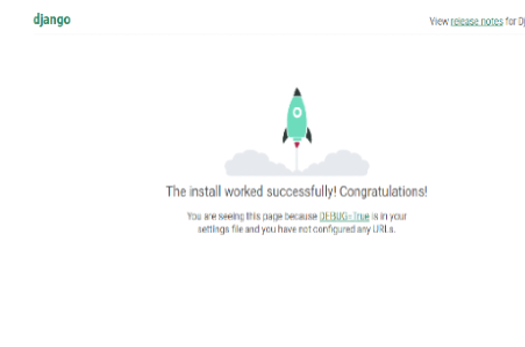 django
View release notes for Dj
The install worked successfully! Congratulations!
You are seeing this page because DEBUG=True is in your
settings file and you have not configured any URLs.